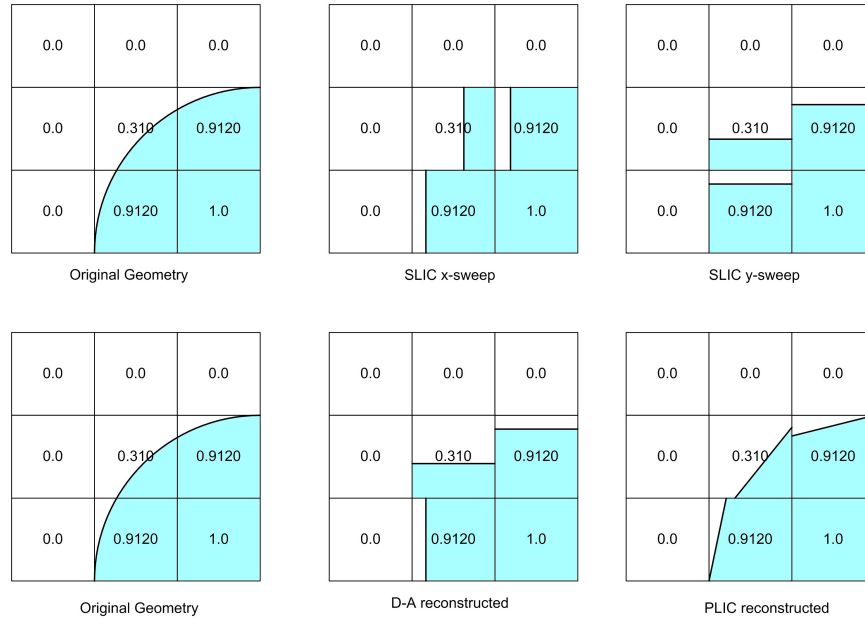 0.0 0.0 0.0 0.0 0.0 0.0 0.0 0.0 0.0
0.0 0.310 0.9120 0.0 0.310 0.9120 0.0 0.310 0.9120
0.0 0.9120 1.0 0.0 0.9120 1.0 0.0 0.9120 1.0
Original Geometry SLIC x-sweep SLIC y-sweep
0.0 0.0 0.0 0.0 0.0 0.0 0.0 0.0 0.0
0.0 0.310 0.9120 0.0 0.310 0.9120 0.0 0.310 0.9120
0.0 0.9120 1.0 0.0 0.9120 1.0 0.0 0.9120 1.0
Original Geometry D-A reconstructed PLIC reconstructed